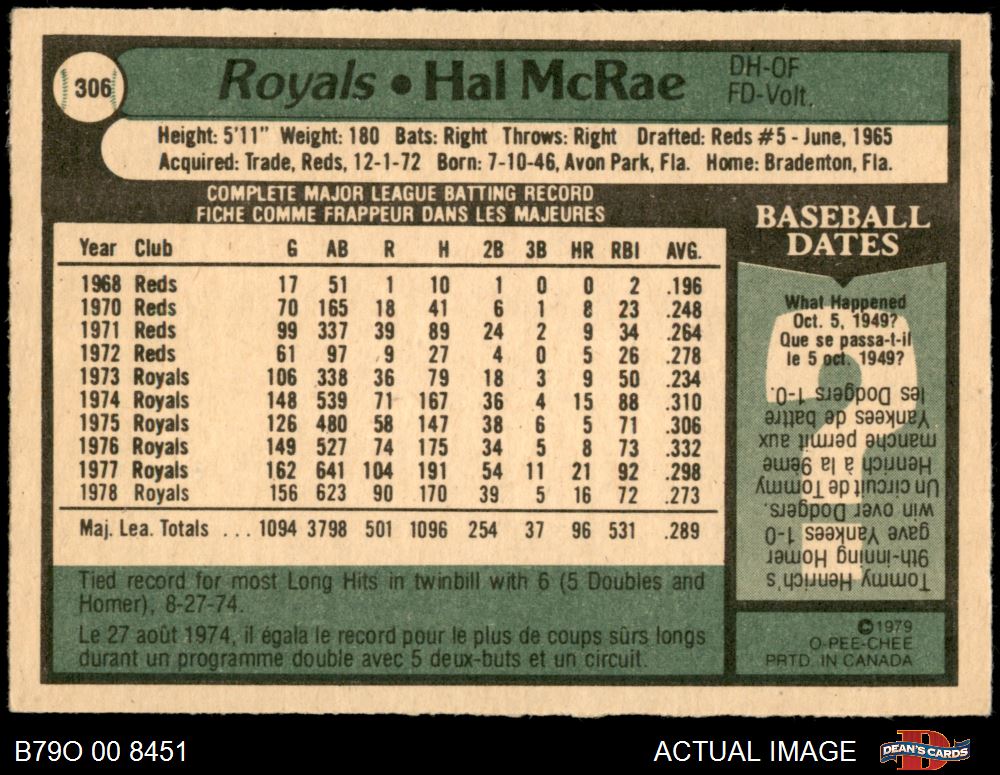 306
Royals • Hal McRae
DH-OF
FD-Volt.
Height: 5'11" Weight: 180 Bats: Right Throws: Right Drafted: Reds #5 - June, 1965
Acquired: Trade, Reds, 12-1-72 Born: 7-10-46, Avon Park, Fla. Home: Bradenton, Fla.
COMPLETE MAJOR LEAGUE BATTING RECORD
FICHE COMME FRAPPEUR DANS LES MAJEURES
Year Club G AB R H 2B 3B HR RBI AVG.
1968 Reds 17 51 1 10 1 0 0 2 .196
1970 Reds 70 165 18 41 6 1 8 23 .248
1971 Reds 99 337 39 89 24 2 9 34 .264
1972 Reds 61 97 9 27 4 0 5 26 .278
1973 Royals 106 338 36 79 18 3 9 50 .234
1974 Royals 148 539 71 167 36 4 15 88 .310
1975 Royals 126 480 58 147 38 6 5 71 .306
1976 Royals 149 527 74 175 34 5 8 73 .332
1977 Royals 162 641 104 191 54 11 21 92 .298
1978 Royals 156 623 90 170 39 5 16 72 .273
Maj. Lea. Totals ... 1094 3798 501 1096 254 37 96 531 .289
Tied record for most Long Hits in twinbill with 6 (5 Doubles and
Homer), 8-27-74.
Le 27 août 1974, il égala le record pour le plus de coups sûrs longs
durant un programme double avec 5 deux-buts et un circuit.
BASEBALL
DATES
What Happened
Oct. 5, 1949?
Que se passa-t-il
le 5 oct. 1949?
Tommy Henrich's
9th-inning Homer
gave Yankees 1-0
win over Dodgers.
Un circuit de Tommy
Henrich à la 9ème
manche permit aux
Yankees de battre
les Dodgers 1-0.
©1979
O-PEE-CHEE
PRTD. IN CANADA
B79O 00 8451
ACTUAL IMAGE
DEAN'S CARDS